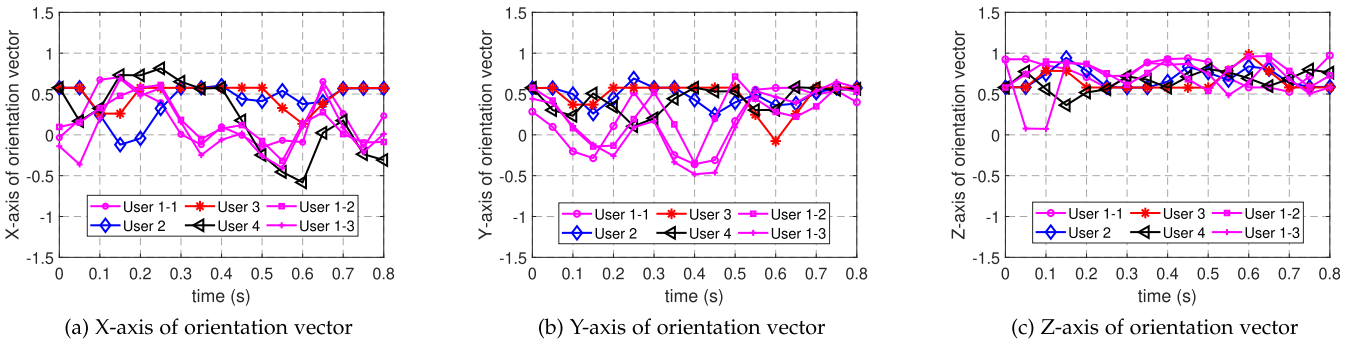 X-axis of orientation vector
1.5
1
0.5
0
-0.5
-1
-1.5
User 1-1 User 3 User 1-2
User 2 User 4 User 1-3
0 0.1 0.2 0.3 0.4 0.5 0.6 0.7 0.8
time (s)
(a) X-axis of orientation vector
Y-axis of orientation vector
1.5
1
0.5
0
-0.5
-1
-1.5
User 1-1 User 3 User 1-2
User 2 User 4 User 1-3
0 0.1 0.2 0.3 0.4 0.5 0.6 0.7 0.8
time (s)
(b) Y-axis of orientation vector
Z-axis of orientation vector
1.5
1
0.5
0
-0.5
-1
-1.5
User 1-1 User 3 User 1-2
User 2 User 4 User 1-3
0 0.1 0.2 0.3 0.4 0.5 0.6 0.7 0.8
time (s)
(c) Z-axis of orientation vector